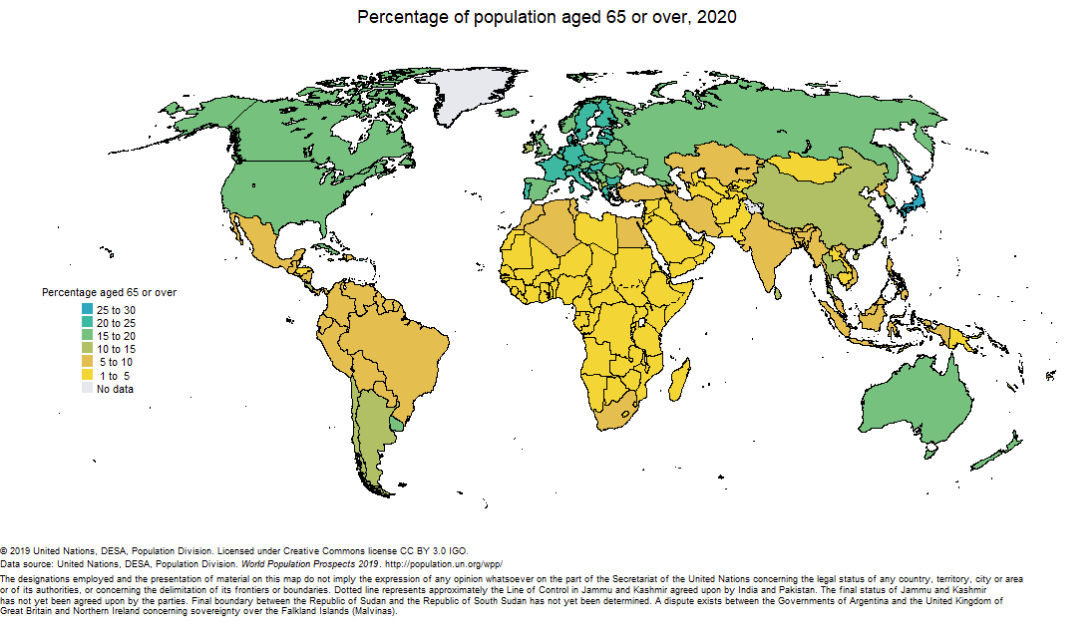 Percentage of population aged 65 or over, 2020
Percentage aged 65 or over
25 to 30
20 to 25
15 to 20
10 to 15
5 to 10
1 to 5
No data
© 2019 United Nations, DESA, Population Division. Licensed under Creative Commons license CC BY 3.0 IGO.
Data source: United Nations, DESA, Population Division. World Population Prospects 2019. http://population.un.org/wpp/
The designations employed and the presentation of material on this map do not imply the expression of any opinion whatsoever on the part of the Secretariat of the United Nations concerning the legal status of any country, territory, city or area
or of its authorities, or concerning the delimitation of its frontiers or boundaries. Dotted line represents approximately the Line of Control in Jammu and Kashmir agreed upon by India and Pakistan. The final status of Jammu and Kashmir
has not yet been agreed upon by the parties. Final boundary between the Republic of Sudan and the Republic of South Sudan has not yet been determined. A dispute exists between the Governments of Argentina and the United Kingdom of
Great Britain and Northern Ireland concerning sovereignty over the Falkland Islands (Malvinas).